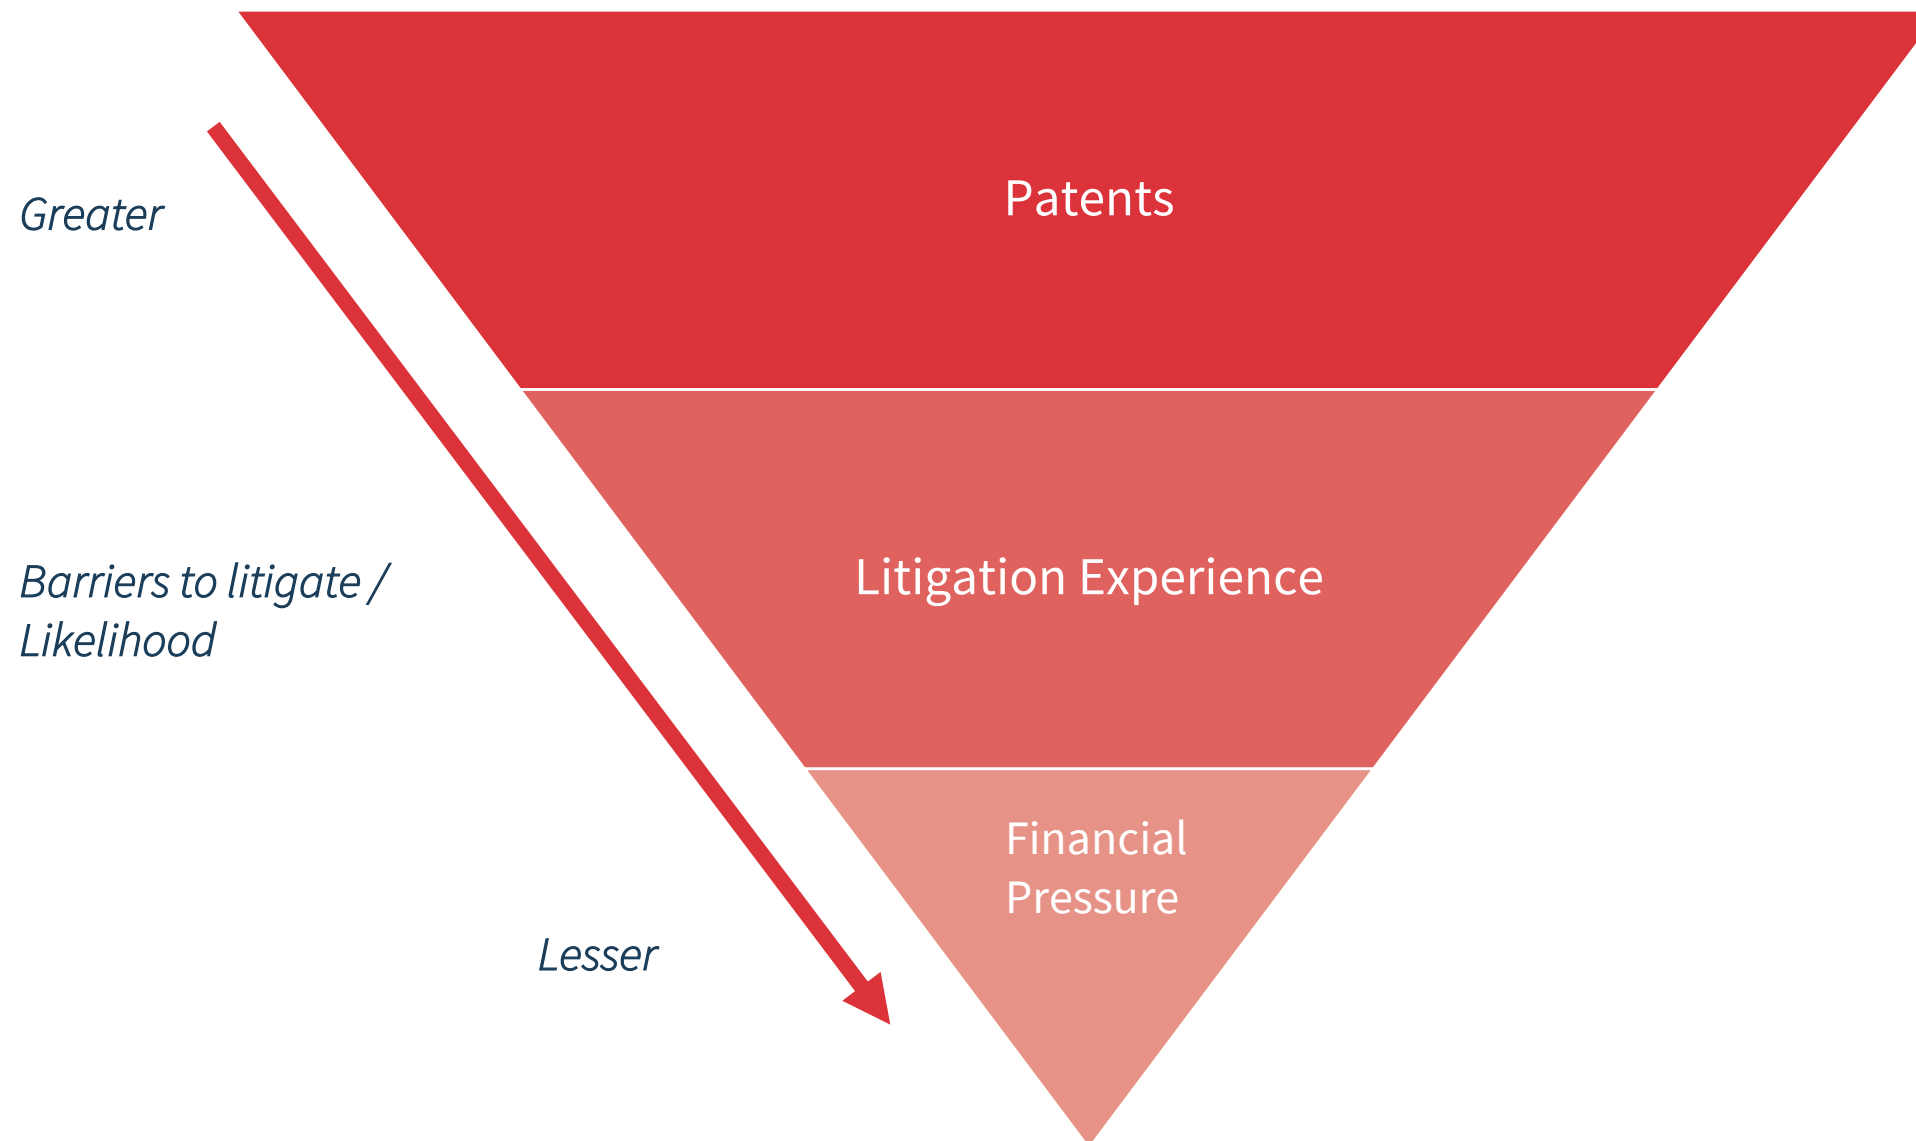 Patents
Greater
Litigation Experience
Barriers to litigate /
Likelihood
Financial
Pressure
Lesser